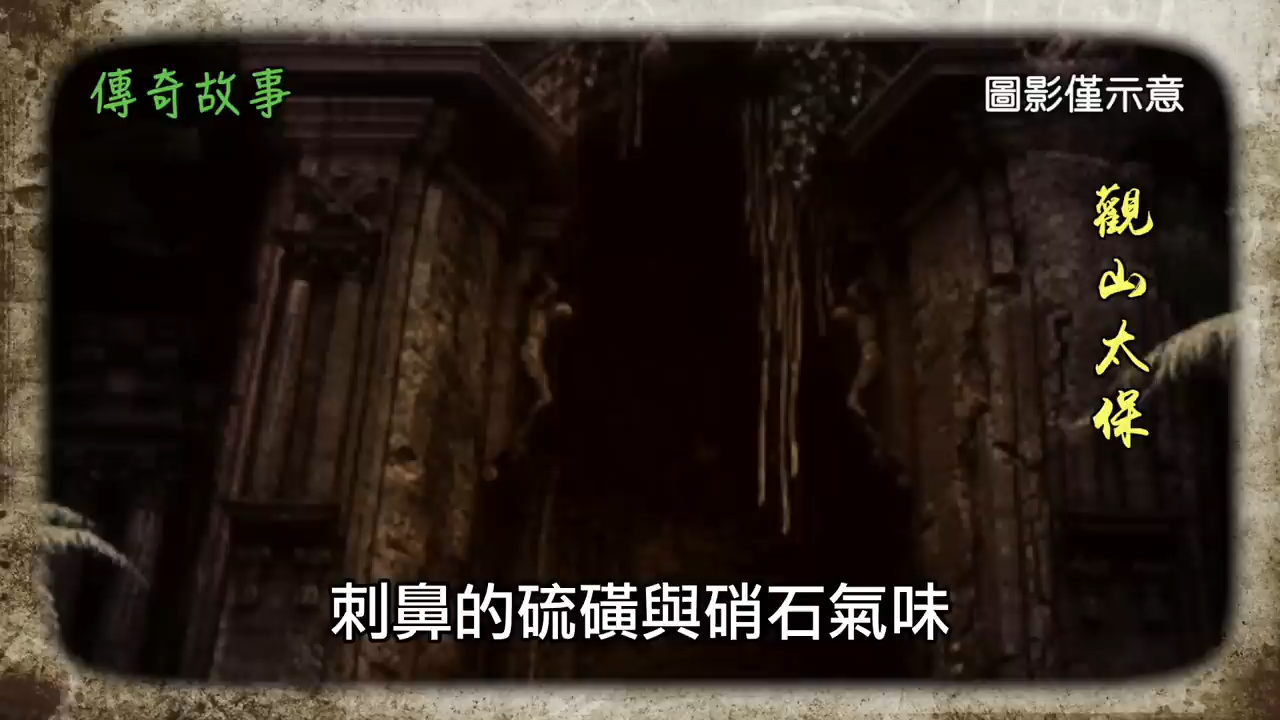 傳奇故事
圖影僅示意
觀山太保
刺鼻的硫磺與硝石氣味